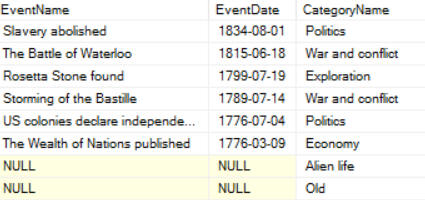 EventName EventDate CategoryName
Slavery abolished 1834-08-01 Politics
The Battle of Waterloo 1815-06-18 War and conflict
Rosetta Stone found 1799-07-19 Exploration
Storming of the Bastille 1789-07-14 War and conflict
US colonies declare independe... 1776-07-04 Politics
The Wealth of Nations published 1776-03-09 Economy
NULL NULL Alien life
NULL NULL Old